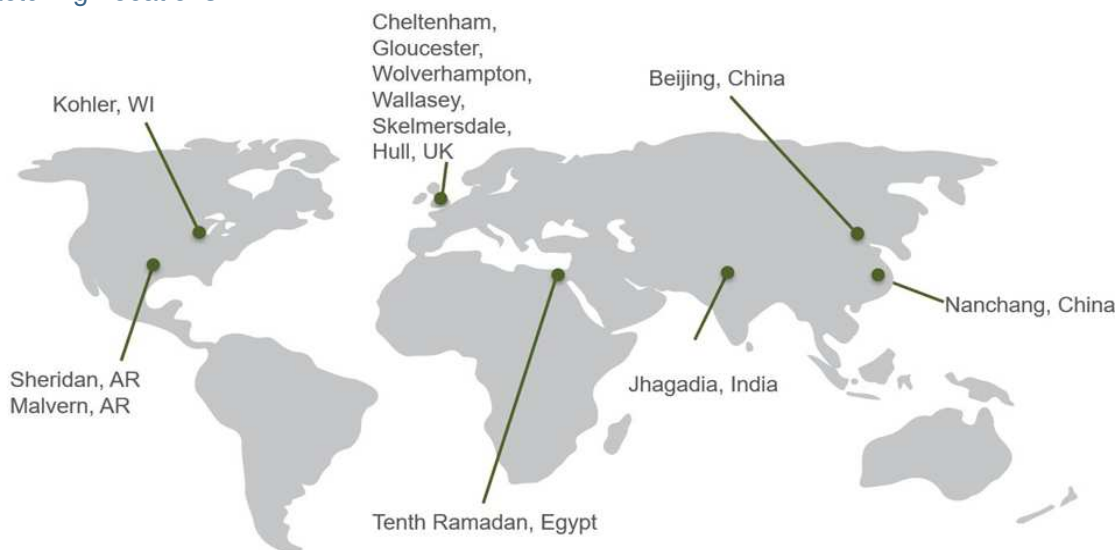 Cheltenham,
Gloucester,
Wolverhampton,
Wallasey,
Skelmersdale,
Hull, UK
Beijing, China
Kohler, WI
Nanchang, China
Sheridan, AR
Malvern, AR
Jhagadia, India
Tenth Ramadan, Egypt